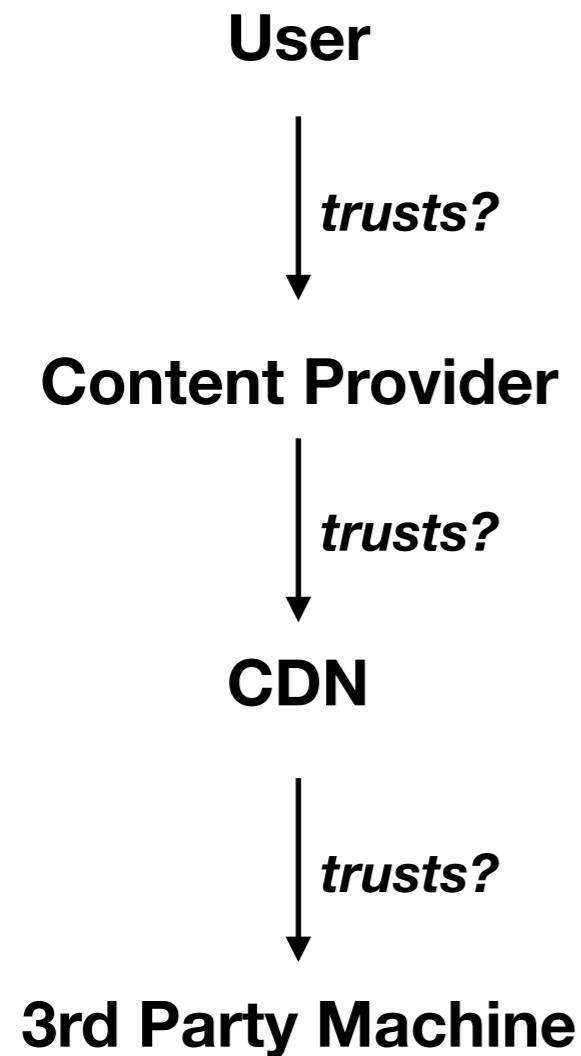 User
trusts?
Content Provider
trusts?
CDN
trusts?
3rd Party Machine